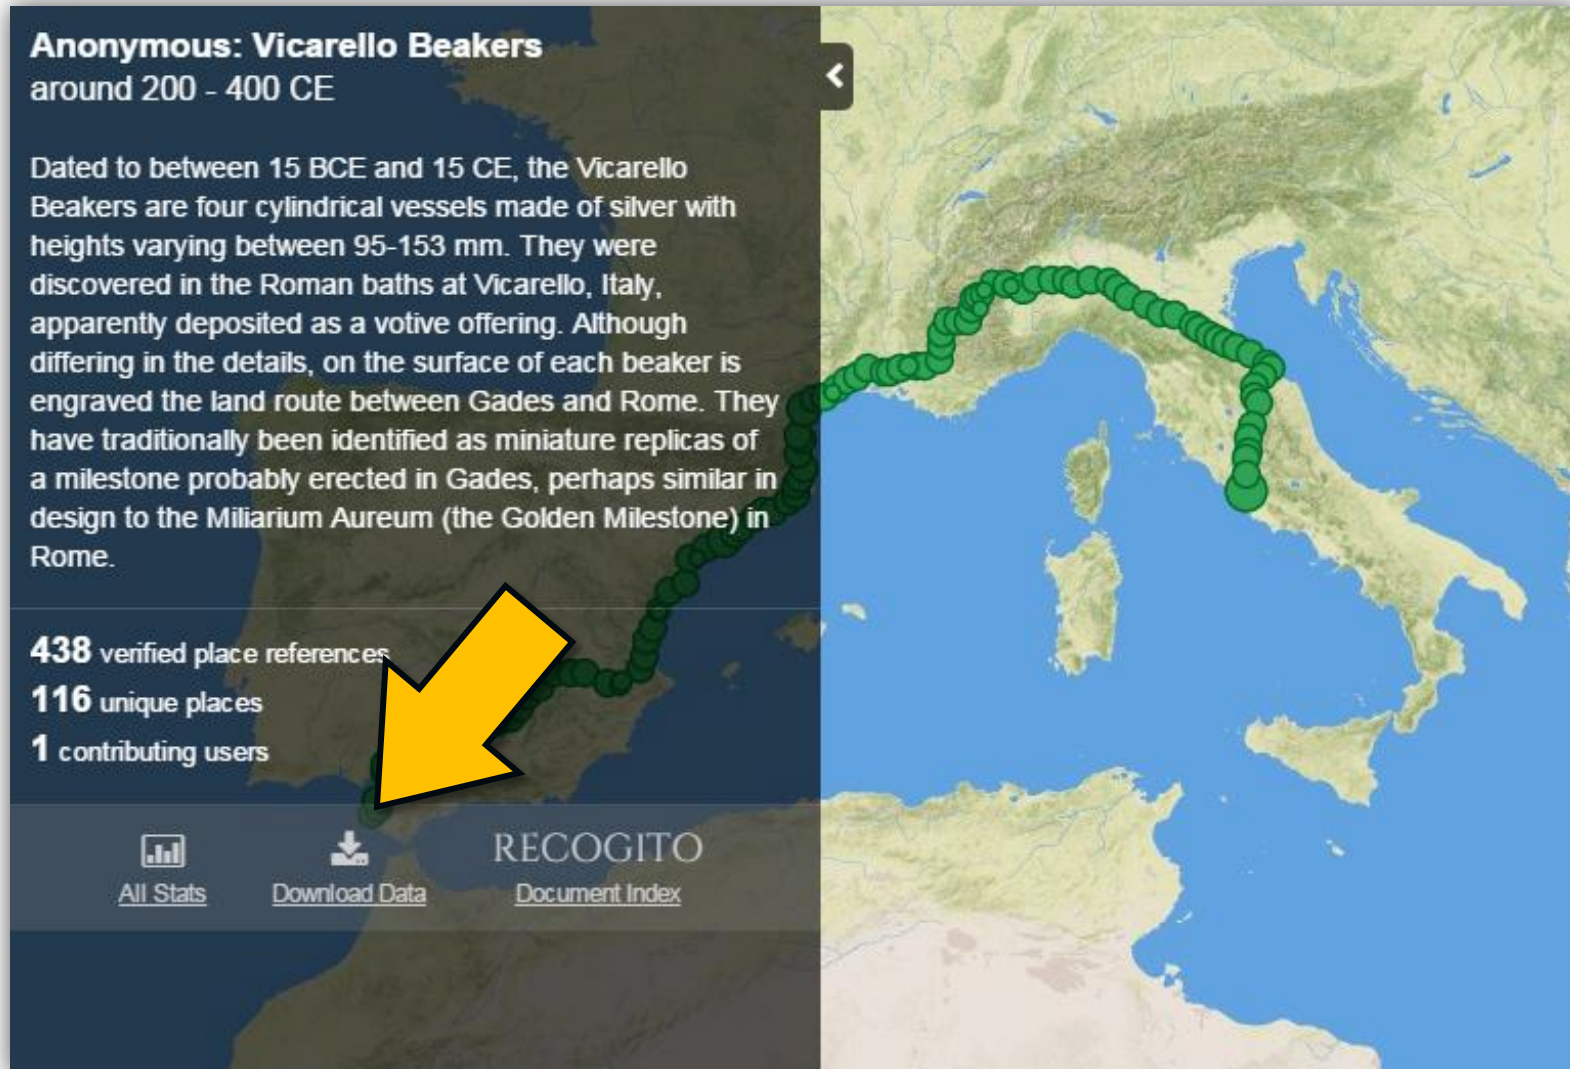 Anonymous: Vicarello Beakers
around 200 - 400 CE
Dated to between 15 BCE and 15 CE, the Vicarello
Beakers are four cylindrical vessels made of silver with
heights varying between 95-153 mm. They were
discovered in the Roman baths at Vicarello, Italy,
apparently deposited as a votive offering. Although
differing in the details, on the surface of each beaker is
engraved the land route between Gades and Rome. They
have traditionally been identified as miniature replicas of
a milestone probably erected in Gades, perhaps similar in
design to the Miliarium Aureum (the Golden Milestone) in
Rome.
438 verified place references
116 unique places
1 contributing users
RECOGITO
All Stats Download Data Document Index